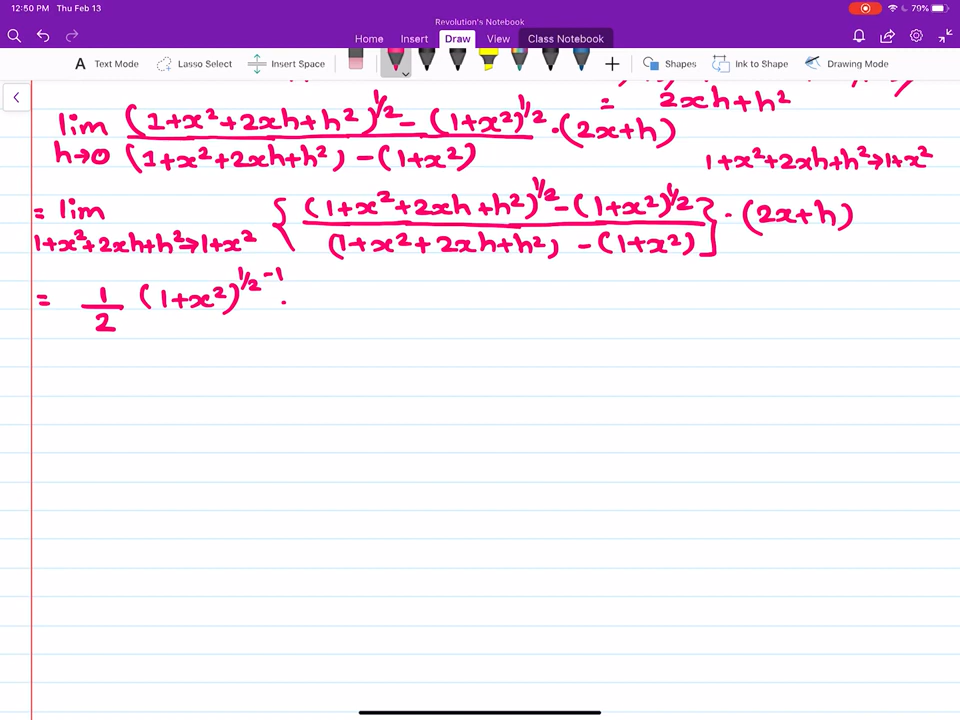 12:50 PM Thu Feb 13
79%
Revolution's Notebook
Home Insert Draw View Class Notebook
Text Mode Lasso Select Insert Space Shapes Ink to Shape Drawing Mode
= 2xh+h²
lim (1+x²+2xh+h²)^1/2 − (1+x²)^1/2 · (2x+h)
h→0 (1+x²+2xh+h²) − (1+x²)
1+x²+2xh+h²→1+x²
= lim { (1+x²+2xh+h²)^1/2 − (1+x²)^1/2 } · (2x+h)
1+x²+2xh+h²→1+x² (1+x²+2xh+h²) − (1+x²)
= 1/2 (1+x²)^1/2−1 ·